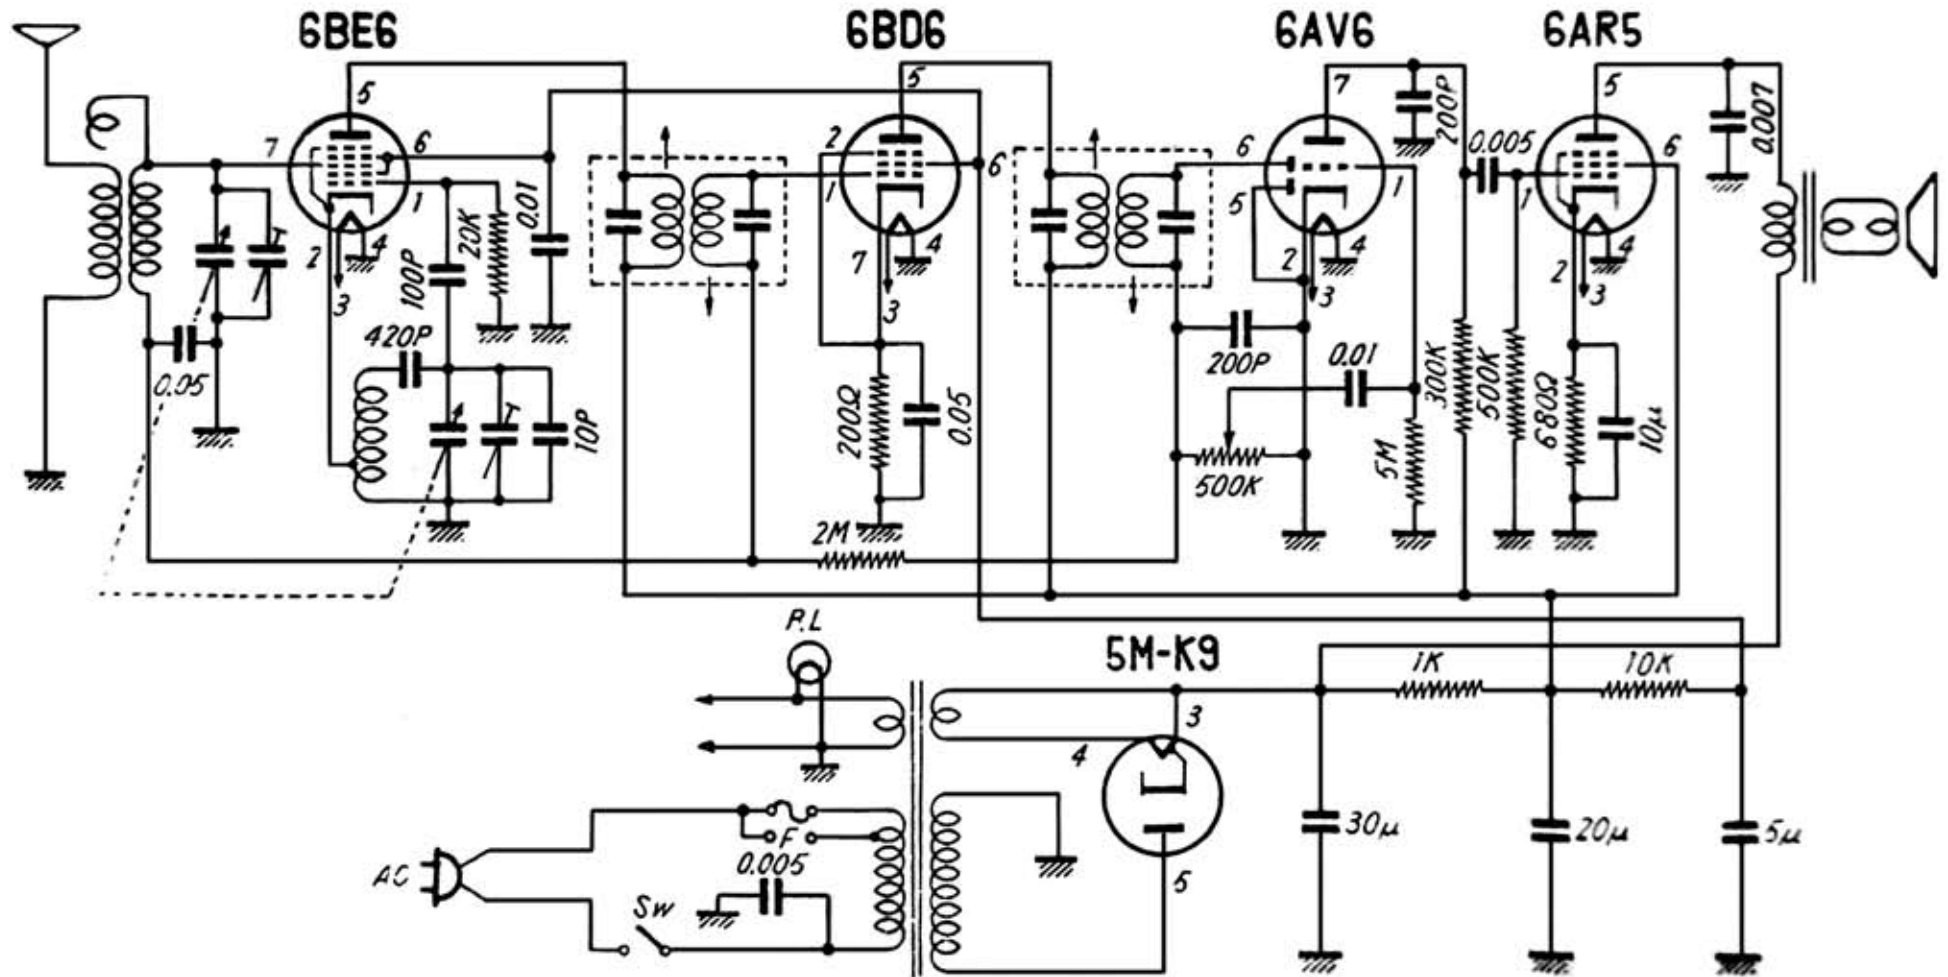 6BE6 6BD6 6AV6 6AR5
5 5 7 5
200P
0.005
0.007
7 6 1 2 4 3
20K
0.01
100P
420P
0.05
10P
2 1 6 7 4 3
200Ω
0.05
6 5 1 2 4 3
200P
0.01
500K
5M
300K
500K
1 6 2 4 3
680Ω
10μ
2M
P.L
5M-K9
1K
10K
3
4
5
30μ
20μ
5μ
AC
F
0.005
SW
T
T